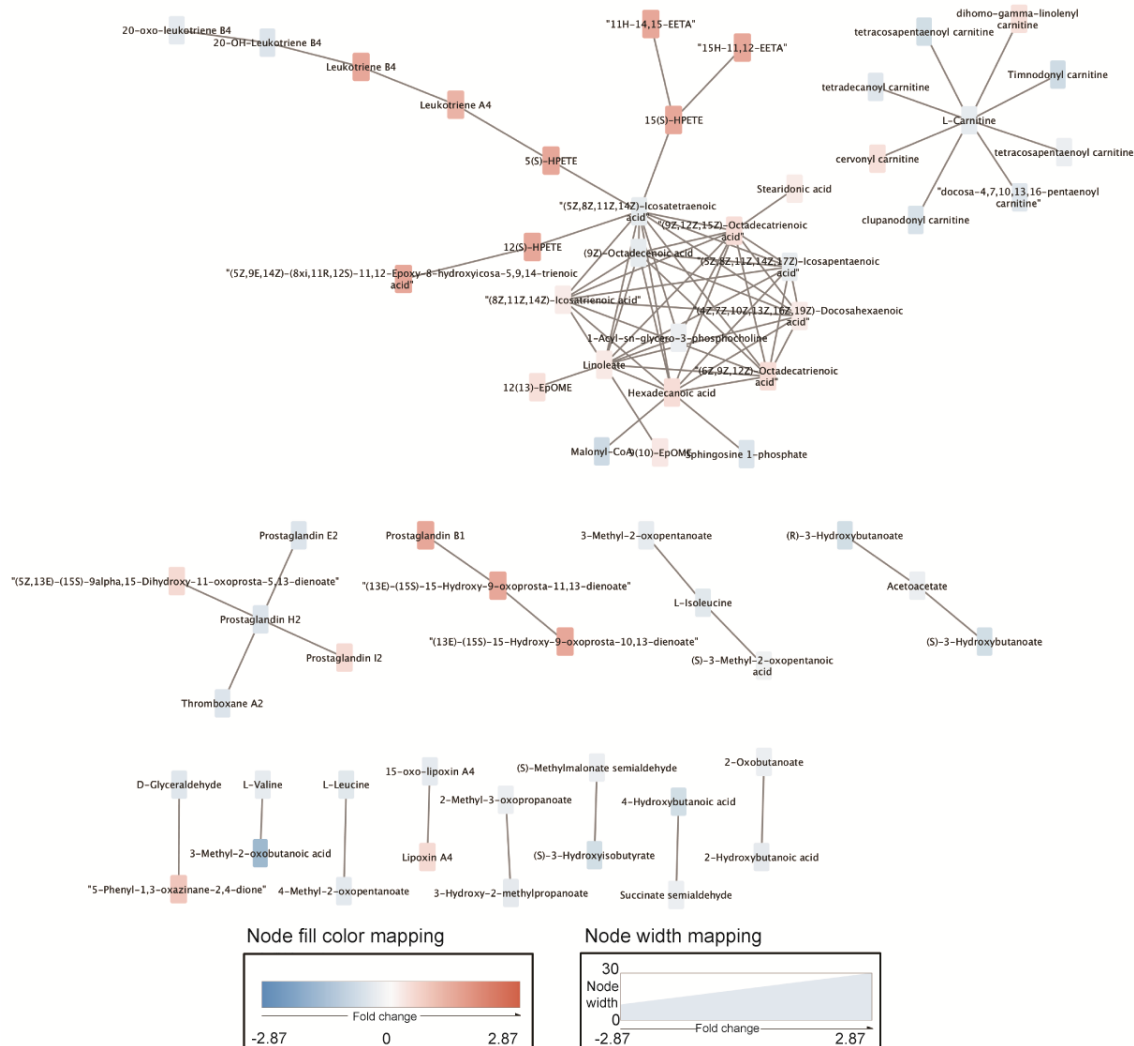 "11H-14,15-EETA"
dihomo-gamma-linolenyl
carnitine
20-oxo-leukotriene B4
20-OH-Leukotriene B4
tetracosapentaenoyl carnitine
"15H-11,12-EETA"
Leukotriene B4
Timnodonyl carnitine
tetradecanoyl carnitine
Leukotriene A4
15(S)-HPETE
L-Carnitine
5(S)-HPETE
cervonyl carnitine
tetracosapentaenoyl carnitine
Stearidonic acid
"docosa-4,7,10,13,16-pentaenoyl
carnitine"
"(5Z,8Z,11Z,14Z)-Icosatetraenoic
acid"
clupanodonyl carnitine
"(9Z,12Z,15Z)-Octadecatrienoic
acid"
12(S)-HPETE
(9Z)-Octadecenoic acid
"(5Z,8Z,11Z,14Z,17Z)-Icosapentaenoic
acid"
"(5Z,9E,14Z)-(8xi,11R,12S)-11,12-Epoxy-8-hydroxyicosa-5,9,14-trienoic
acid"
"(8Z,11Z,14Z)-Icosatrienoic acid"
"(4Z,7Z,10Z,13Z,16Z,19Z)-Docosahexaenoic
acid"
1-Acyl-sn-glycero-3-phosphocholine
Linoleate
"(6Z,9Z,12Z)-Octadecatrienoic
acid"
12(13)-EpOME
Hexadecanoic acid
Malonyl-CoA
9(10)-EpOME
Sphingosine 1-phosphate
Prostaglandin E2
Prostaglandin B1
3-Methyl-2-oxopentanoate
(R)-3-Hydroxybutanoate
"(5Z,13E)-(15S)-9alpha,15-Dihydroxy-11-oxoprosta-5,13-dienoate"
"(13E)-(15S)-15-Hydroxy-9-oxoprosta-11,13-dienoate"
Acetoacetate
L-Isoleucine
Prostaglandin H2
"(13E)-(15S)-15-Hydroxy-9-oxoprosta-10,13-dienoate"
(S)-3-Hydroxybutanoate
Prostaglandin I2
(S)-3-Methyl-2-oxopentanoic
acid
Thromboxane A2
D-Glyceraldehyde
L-Valine
L-Leucine
15-oxo-lipoxin A4
(S)-Methylmalonate semialdehyde
2-Oxobutanoate
2-Methyl-3-oxopropanoate
4-Hydroxybutanoic acid
3-Methyl-2-oxobutanoic acid
Lipoxin A4
(S)-3-Hydroxyisobutyrate
2-Hydroxybutanoic acid
"5-Phenyl-1,3-oxazinane-2,4-dione"
4-Methyl-2-oxopentanoate
3-Hydroxy-2-methylpropanoate
Succinate semialdehyde
Node fill color mapping
Fold change
-2.87 0 2.87
Node width mapping
30
Node
width
0
Fold change
-2.87 2.87